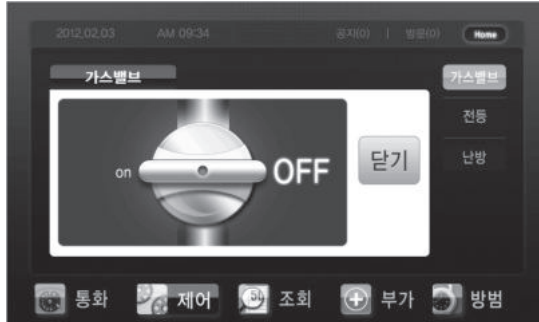 2012.02.03 AM 09:34 공지(0) | 방문(0) Home
가스밸브
가스밸브
전등
난방
on OFF 닫기
통화 제어 조회 부가 방범